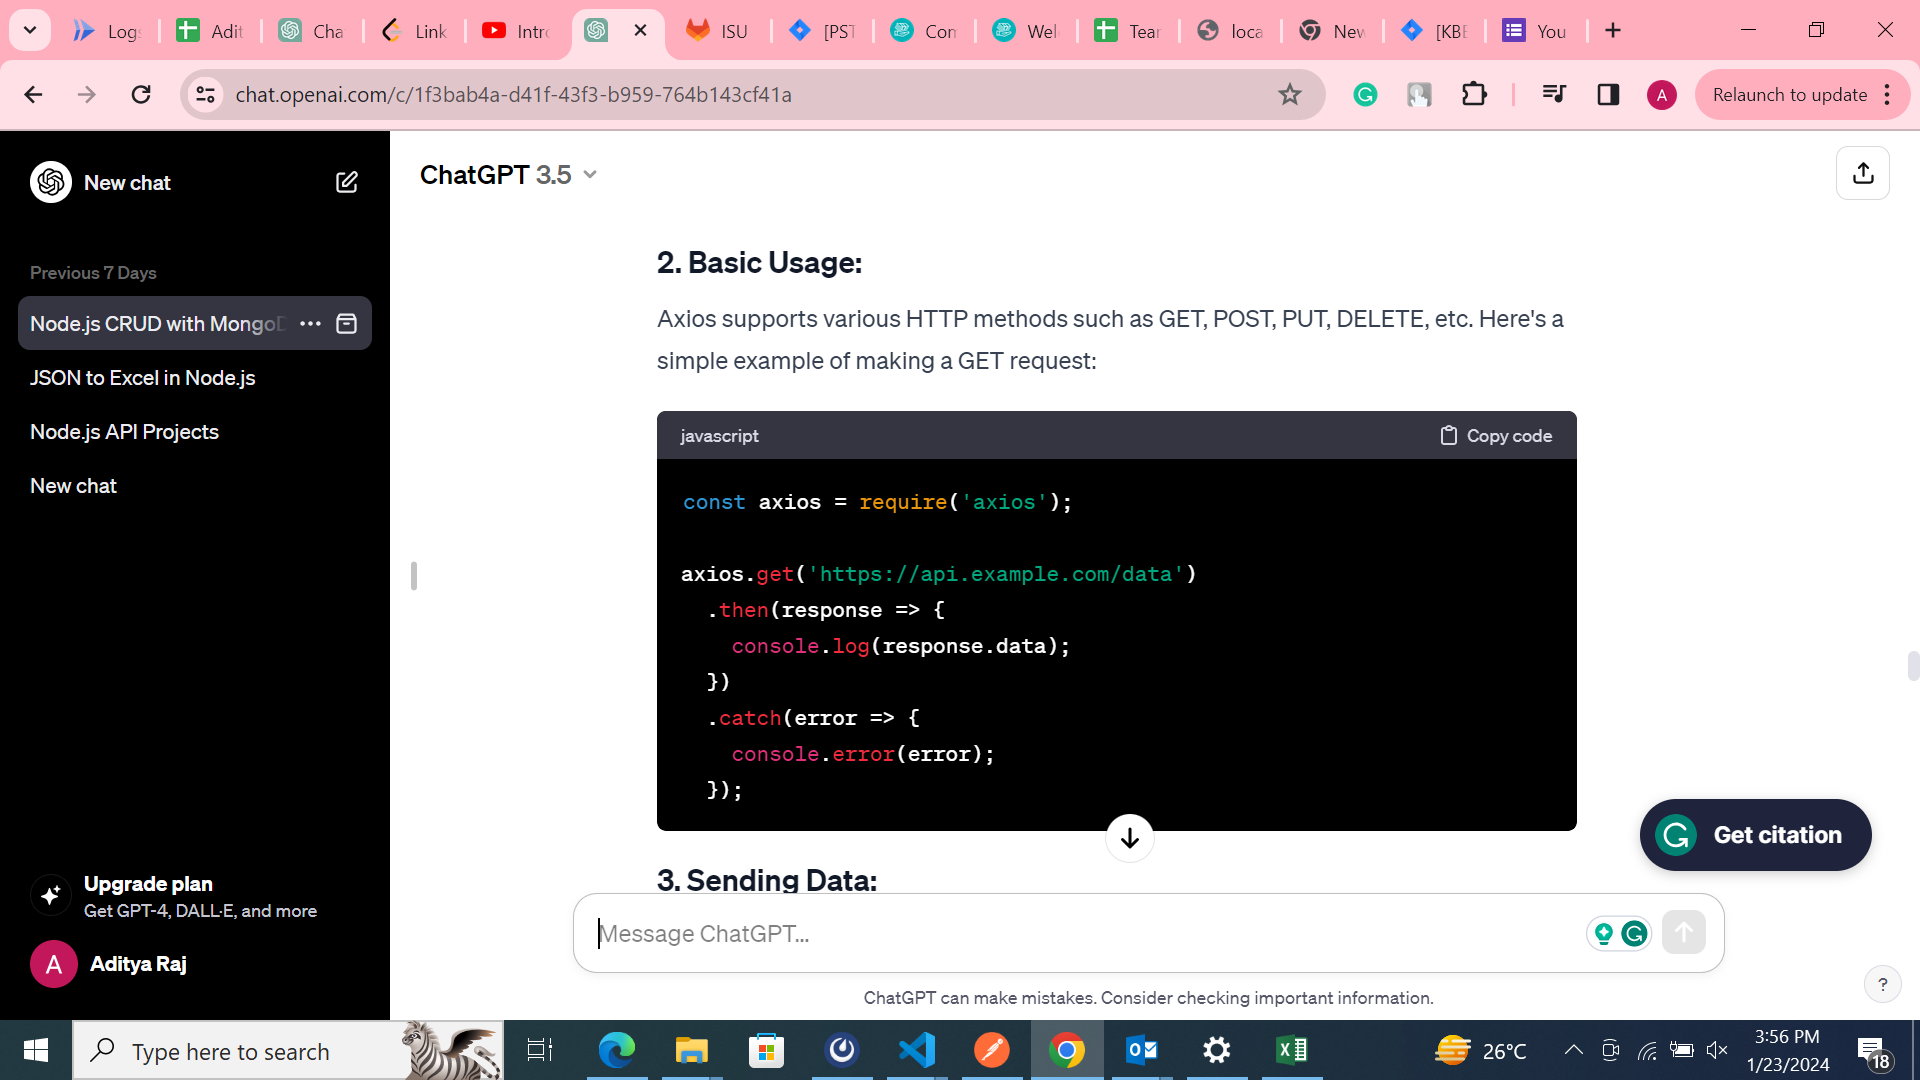 Logs
Adit
Cha
Link
Intro
ISU
[PST
Con
Wel
Tear
loca
New
[KBE
You
chat.openai.com/c/1f3bab4a-d41f-43f3-b959-764b143cf41a
A
Relaunch to update
New chat
Previous 7 Days
Node.js CRUD with MongoD
JSON to Excel in Node.js
Node.js API Projects
New chat
Upgrade plan
Get GPT-4, DALL·E, and more
A
Aditya Raj
ChatGPT 3.5
2. Basic Usage:
Axios supports various HTTP methods such as GET, POST, PUT, DELETE, etc. Here's a
simple example of making a GET request:
javascript
Copy code
const axios = require('axios');
axios.get('https://api.example.com/data')
.then(response => {
console.log(response.data);
})
.catch(error => {
console.error(error);
});
Get citation
3. Sending Data:
Message ChatGPT...
ChatGPT can make mistakes. Consider checking important information.
?
Type here to search
26°C
3:56 PM
1/23/2024
18